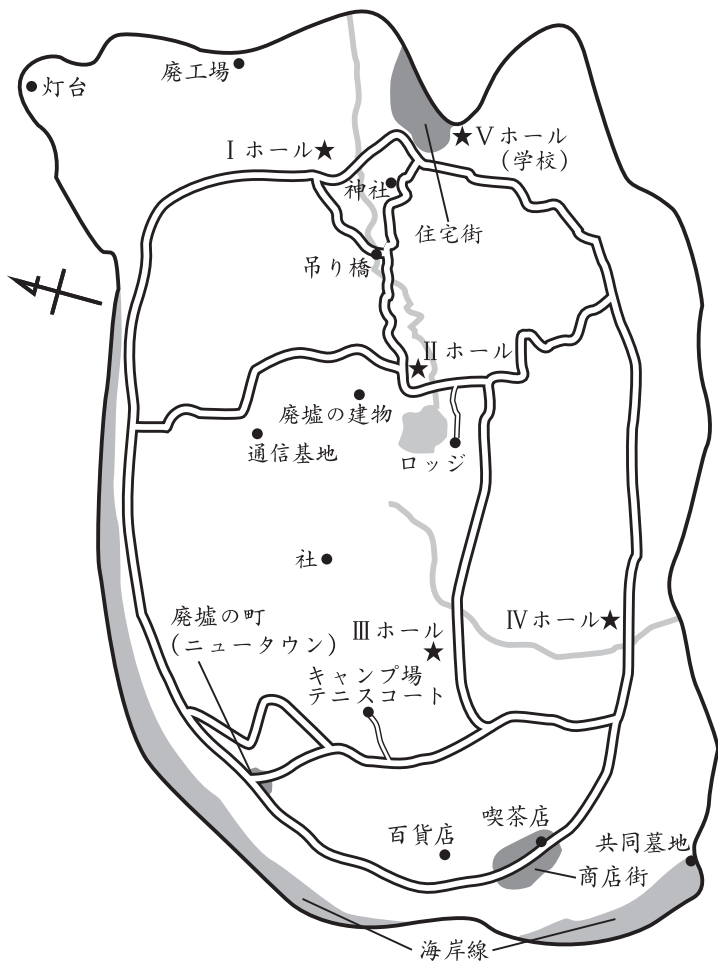 灯台
廃工場
Ⅰホール
Ⅴホール
(学校)
神社
住宅街
吊り橋
Ⅱホール
廃墟の建物
通信基地
ロッジ
社
廃墟の町
(ニュータウン)
Ⅲホール
Ⅳホール
キャンプ場
テニスコート
百貨店
喫茶店
共同墓地
商店街
海岸線